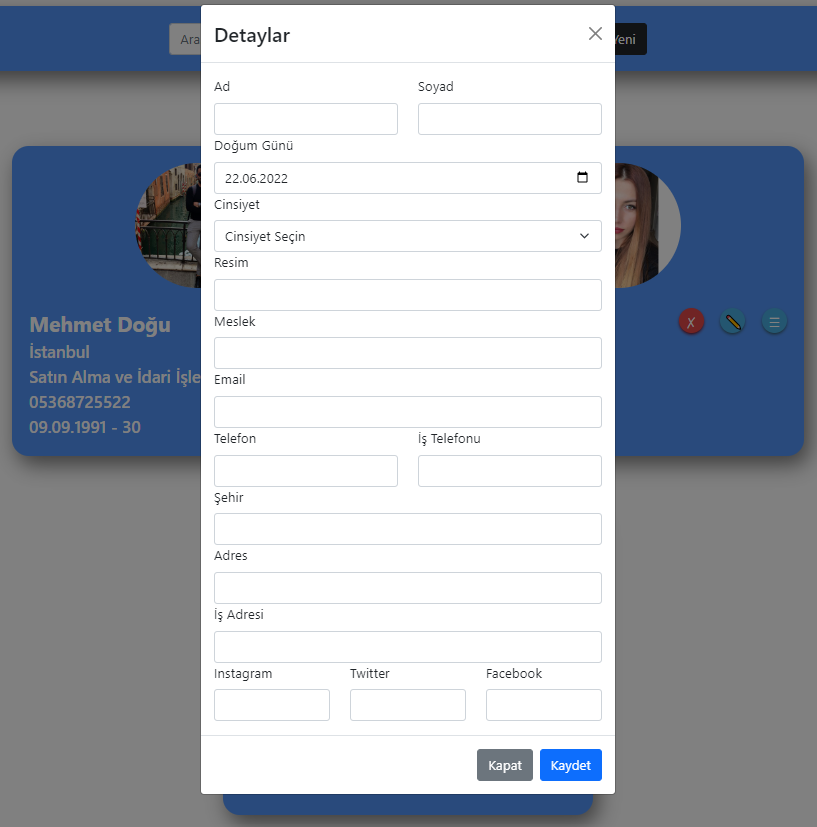 Ara
Yeni
Detaylar
Ad Soyad
Doğum Günü
22.06.2022
Cinsiyet
Cinsiyet Seçin
Resim
Meslek
Email
Telefon İş Telefonu
Şehir
Adres
İş Adresi
Instagram Twitter Facebook
Kapat Kaydet
Mehmet Doğu
İstanbul
Satın Alma ve İdari İşle
05368725522
09.09.1991 - 30
X